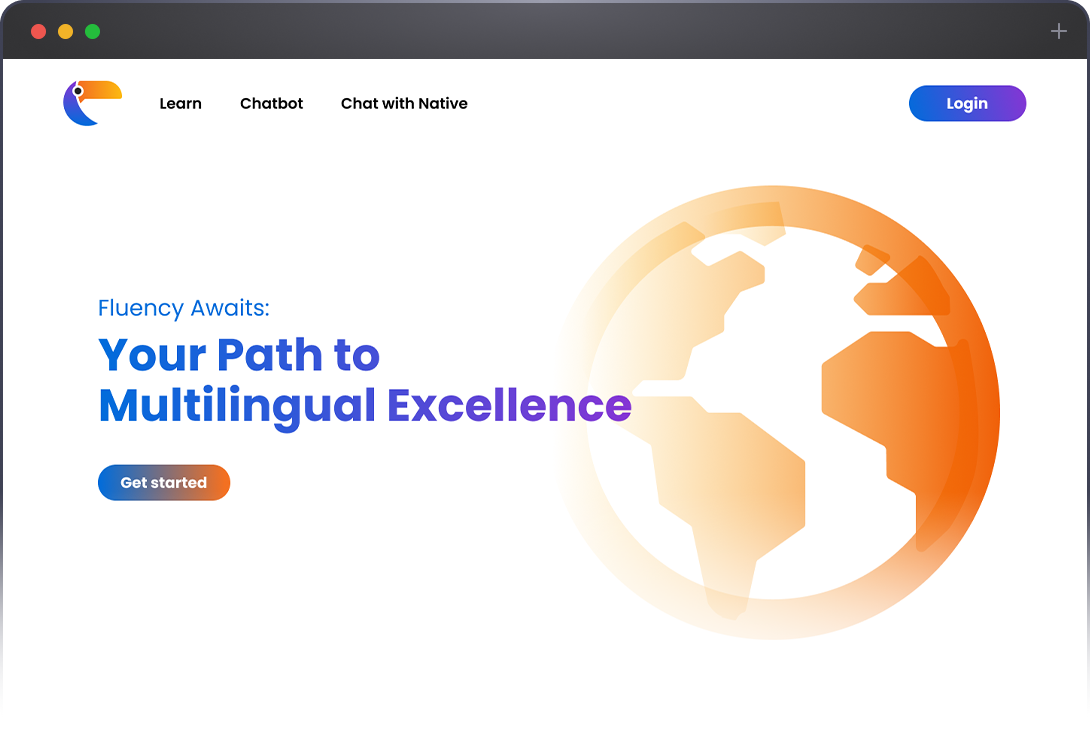 Learn
Chatbot
Chat with Native
Login
Fluency Awaits:
Your Path to
Multilingual Excellence
Get started